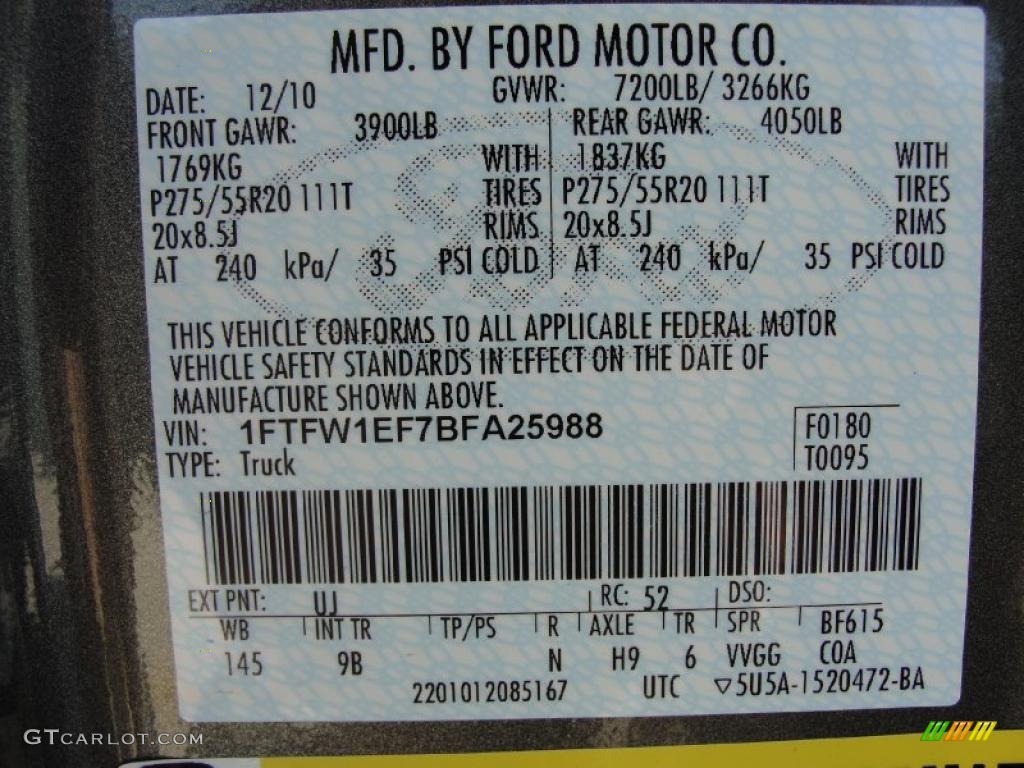 MFD. BY FORD MOTOR CO.
DATE: 12/10 GVWR: 7200LB/ 3266KG
FRONT GAWR: 3900LB REAR GAWR: 4050LB
1769KG WITH 1837KG WITH
P275/55R20 111T TIRES P275/55R20 111T TIRES
20x8.5J RIMS 20x8.5J RIMS
AT 240 kPa/ 35 PSI COLD AT 240 kPa/ 35 PSI COLD
THIS VEHICLE CONFORMS TO ALL APPLICABLE FEDERAL MOTOR
VEHICLE SAFETY STANDARDS IN EFFECT ON THE DATE OF
MANUFACTURE SHOWN ABOVE.
VIN: 1FTFW1EF7BFA25988 F0180
TYPE: Truck T0095
EXT PNT: UJ RC: 52 DSO:
WB INT TR TP/PS R AXLE TR SPR BF615
145 9B N H9 6 VVGG COA
2201012085167 UTC ▽5U5A-1520472-BA
GTCARLOT.COM